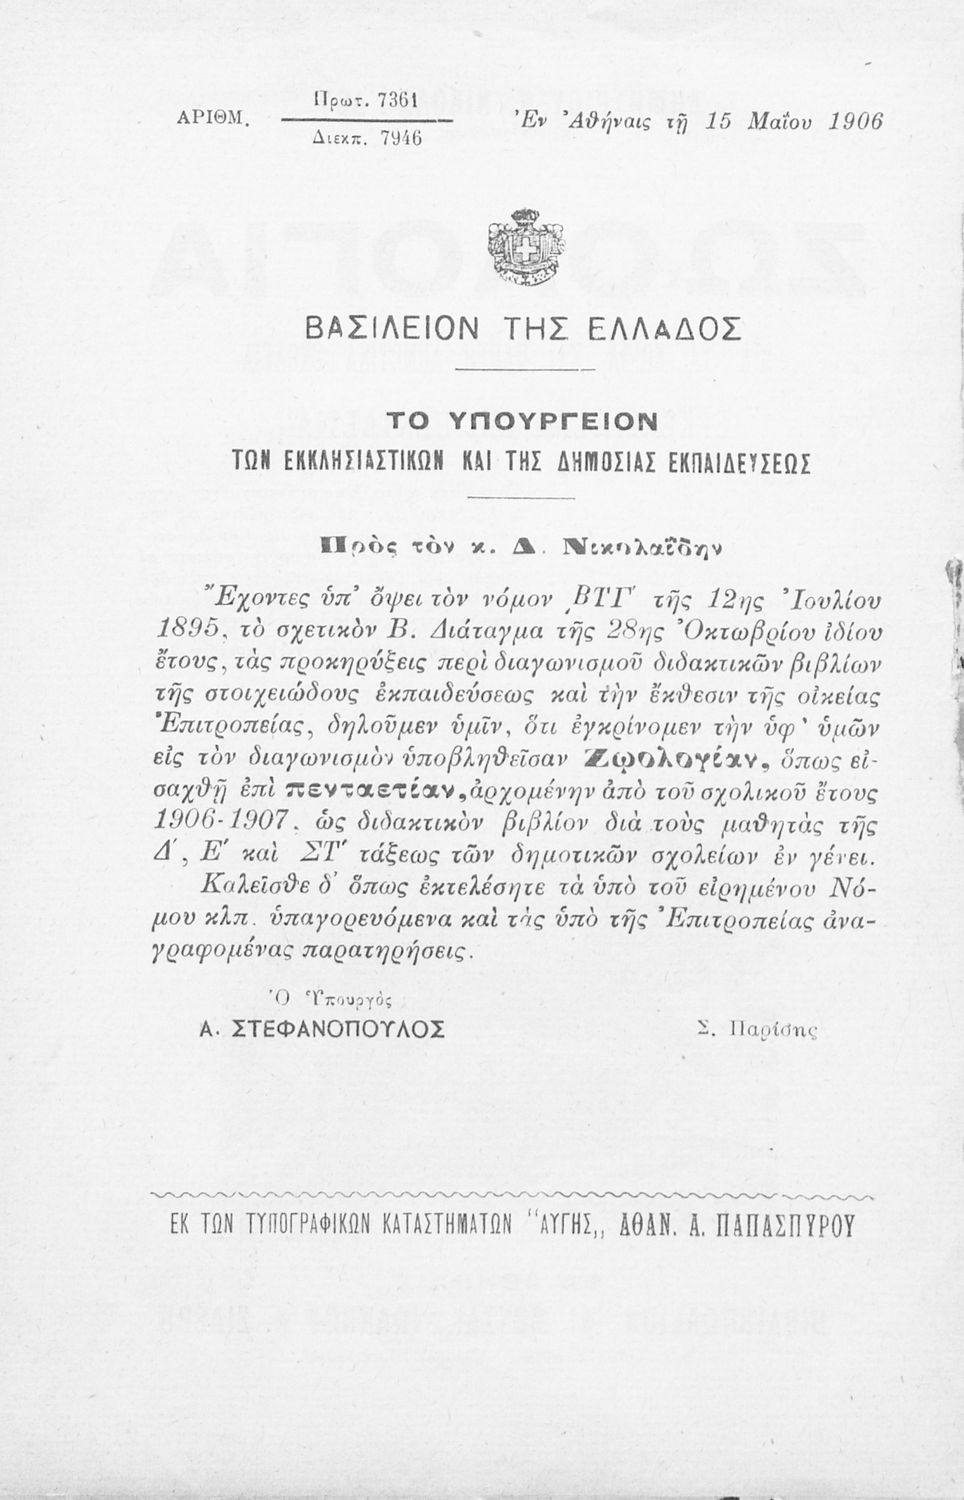 ΑΡΙΘΜ. Πρωτ. 7361
Διεκπ. 7946
Ἐν Ἀθήναις τῇ 15 Μαΐου 1906
ΒΑΣΙΛΕΙΟΝ ΤΗΣ ΕΛΛΑΔΟΣ
ΤΟ ΥΠΟΥΡΓΕΙΟΝ
ΤΩΝ ΕΚΚΛΗΣΙΑΣΤΙΚΩΝ ΚΑΙ ΤΗΣ ΔΗΜΟΣΙΑΣ ΕΚΠΑΙΔΕΥΣΕΩΣ
Πρὸς τὸν κ. Δ. Νικολαΐδην
Ἔχοντες ὑπ' ὄψει τὸν νόμον ͵ΒΤΓ' τῆς 12ης Ἰουλίου
1895, τὸ σχετικὸν Β. Διάταγμα τῆς 28ης Ὀκτωβρίου ἰδίου
ἔτους, τὰς προκηρύξεις περὶ διαγωνισμοῦ διδακτικῶν βιβλίων
τῆς στοιχειώδους ἐκπαιδεύσεως καὶ τὴν ἔκθεσιν τῆς οἰκείας
Ἐπιτροπείας, δηλοῦμεν ὑμῖν, ὅτι ἐγκρίνομεν τὴν ὑφ' ὑμῶν
εἰς τὸν διαγωνισμὸν ὑποβληθεῖσαν Ζωολογίαν, ὅπως εἰ-
σαχθῇ ἐπὶ πενταετίαν, ἀρχομένην ἀπὸ τοῦ σχολικοῦ ἔτους
1906-1907, ὡς διδακτικὸν βιβλίον διὰ τοὺς μαθητὰς τῆς
Δ', Ε' καὶ ΣΤ' τάξεως τῶν δημοτικῶν σχολείων ἐν γένει.
Καλεῖσθε δ' ὅπως ἐκτελέσητε τὰ ὑπὸ τοῦ εἰρημένου Νό-
μου κλπ. ὑπαγορευόμενα καὶ τὰς ὑπὸ τῆς Ἐπιτροπείας ἀνα-
γραφομένας παρατηρήσεις.
Ὁ Ὑπουργὸς
Α. ΣΤΕΦΑΝΟΠΟΥΛΟΣ
Σ. Παρίσης
ΕΚ ΤΩΝ ΤΥΠΟΓΡΑΦΙΚΩΝ ΚΑΤΑΣΤΗΜΑΤΩΝ "ΑΥΓΗΣ,, ΑΘΑΝ. Α. ΠΑΠΑΣΠΥΡΟΥ